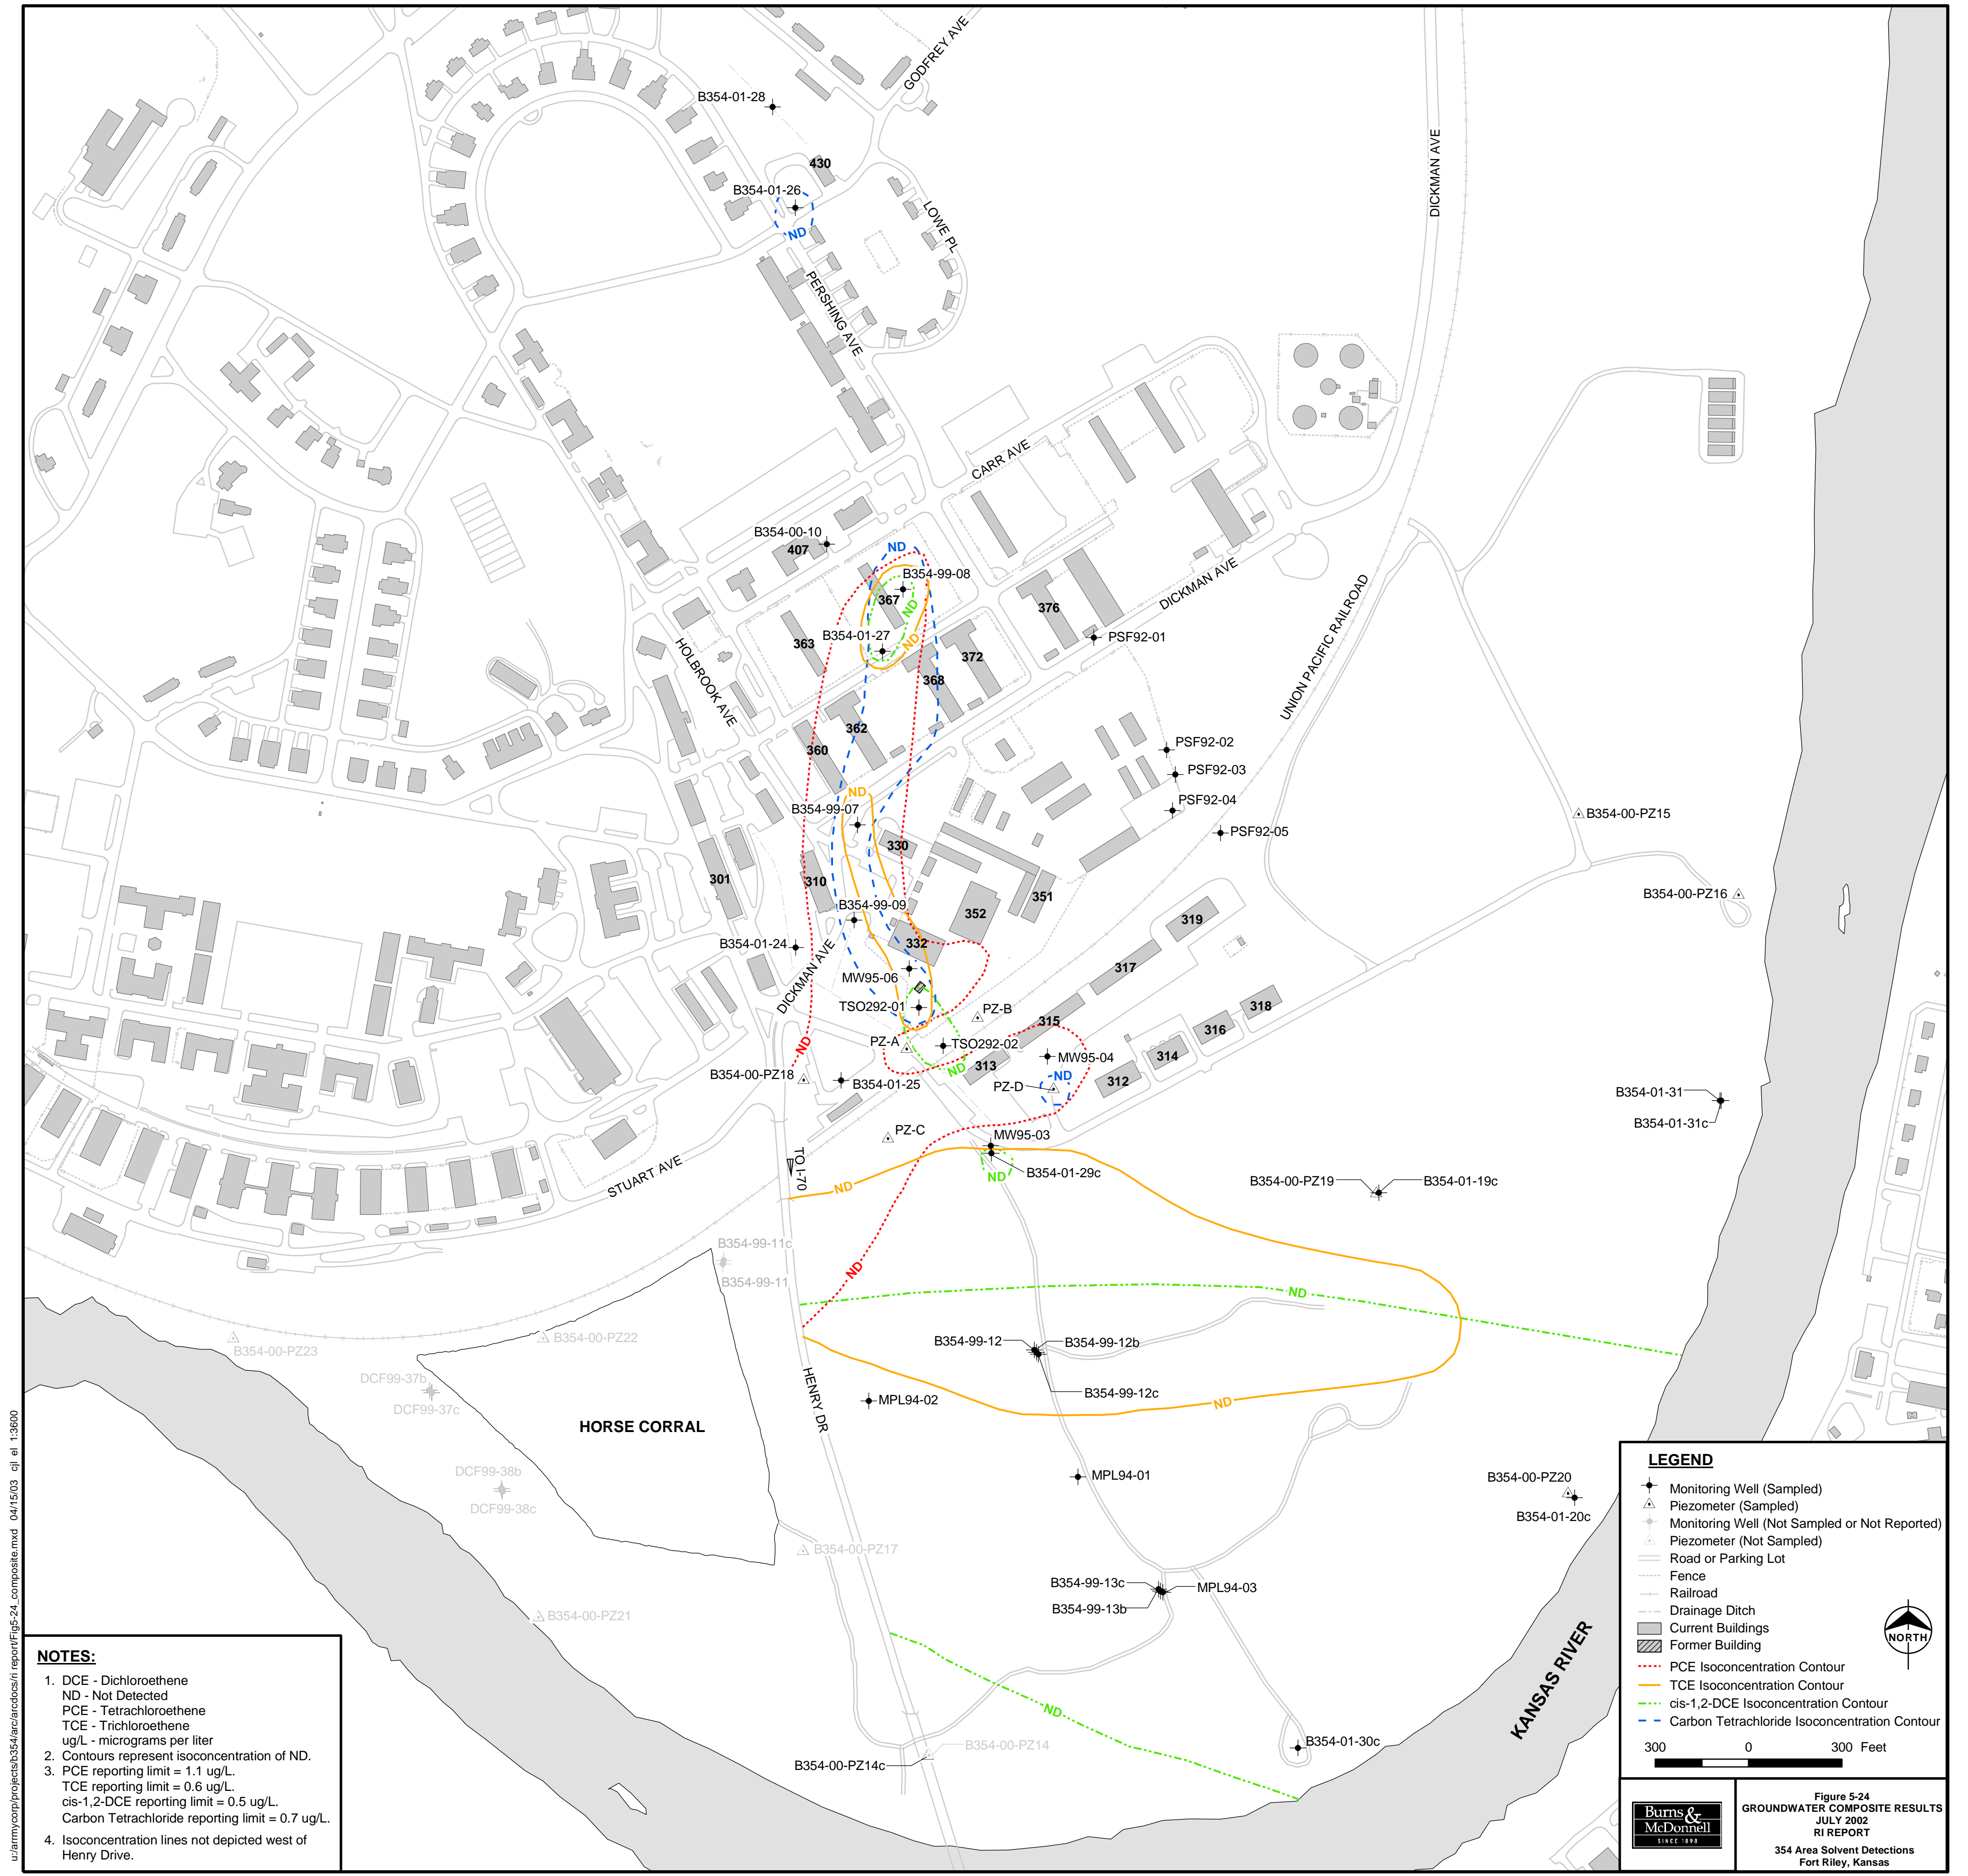 GODFREY AVE
B354-01-28
430
B354-01-26
ND
LOWE PL
DICKMAN AVE
PERSHING AVE
CARR AVE
B354-00-10
407
ND
B354-99-08
367
ND
376
DICKMAN AVE
UNION PACIFIC RAILROAD
363
B354-01-27
ND
PSF92-01
372
HOLBROOK AVE
368
362
360
PSF92-02
PSF92-03
ND
B354-99-07
PSF92-04
B354-00-PZ15
PSF92-05
330
301
310
351
B354-00-PZ16
B354-99-09
352
319
B354-01-24
332
DICKMAN AVE
MW95-06
317
TSO292-01
PZ-B
318
315
316
ND
PZ-A
TSO292-02
MW95-04
314
ND
313
B354-00-PZ18
B354-01-25
PZ-D
ND
312
B354-01-31
B354-01-31c
PZ-C
MW95-03
TO I-70
B354-01-29c
STUART AVE
ND
ND
B354-00-PZ19
B354-01-19c
B354-99-11c
B354-99-11
ND
ND
B354-00-PZ23
B354-00-PZ22
B354-99-12
B354-99-12b
DCF99-37b
DCF99-37c
HENRY DR
B354-99-12c
MPL94-02
ND
HORSE CORRAL
DCF99-38b
DCF99-38c
MPL94-01
B354-00-PZ20
B354-01-20c
B354-00-PZ17
B354-99-13c
MPL94-03
B354-99-13b
B354-00-PZ21
KANSAS RIVER
ND
B354-00-PZ14
B354-00-PZ14c
B354-01-30c
u:/armycorp/projects/b354/arc/arcdocs/ri report/Fig5-24_composite.mxd 04/15/03 cjl el 1:3600
NOTES:
1. DCE - Dichloroethene
ND - Not Detected
PCE - Tetrachloroethene
TCE - Trichloroethene
ug/L - micrograms per liter
2. Contours represent isoconcentration of ND.
3. PCE reporting limit = 1.1 ug/L.
TCE reporting limit = 0.6 ug/L.
cis-1,2-DCE reporting limit = 0.5 ug/L.
Carbon Tetrachloride reporting limit = 0.7 ug/L.
4. Isoconcentration lines not depicted west of
Henry Drive.
LEGEND
Monitoring Well (Sampled)
Piezometer (Sampled)
Monitoring Well (Not Sampled or Not Reported)
Piezometer (Not Sampled)
Road or Parking Lot
Fence
Railroad
Drainage Ditch
Current Buildings
Former Building
PCE Isoconcentration Contour
TCE Isoconcentration Contour
cis-1,2-DCE Isoconcentration Contour
Carbon Tetrachloride Isoconcentration Contour
NORTH
300 0 300 Feet
Burns &
McDonnell
SINCE 1898
Figure 5-24
GROUNDWATER COMPOSITE RESULTS
JULY 2002
RI REPORT
354 Area Solvent Detections
Fort Riley, Kansas